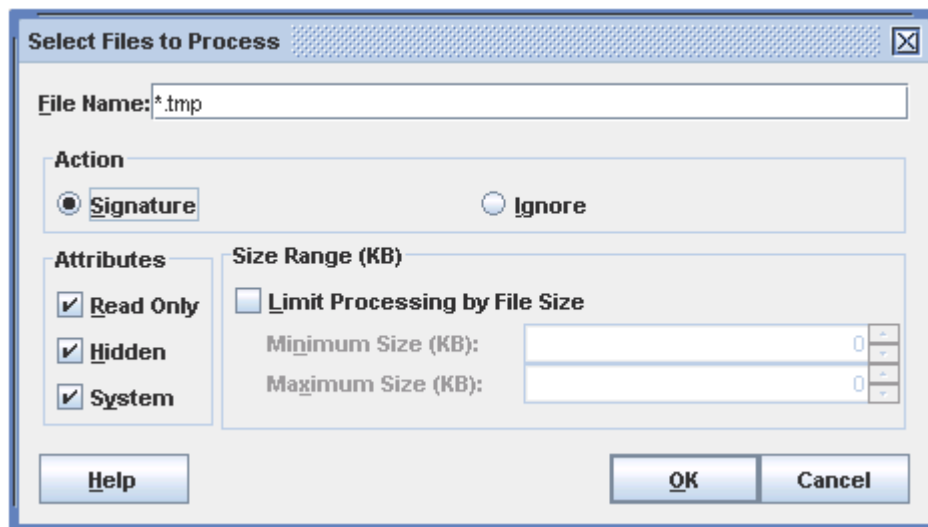 Select Files to Process
File Name: *.tmp
Action
Signature
Ignore
Attributes
Read Only
Hidden
System
Size Range (KB)
Limit Processing by File Size
Minimum Size (KB): 0
Maximum Size (KB): 0
Help
OK
Cancel